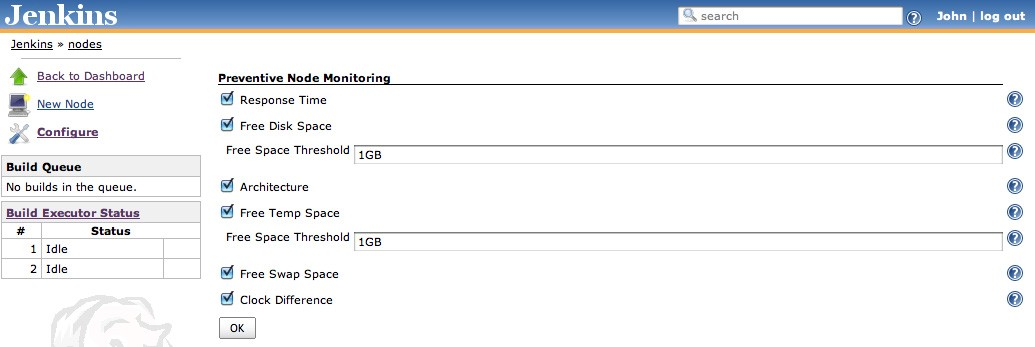 Jenkins
search
John | log out
Jenkins » nodes
Back to Dashboard
New Node
Configure
Build Queue
No builds in the queue.
Build Executor Status
# Status
1 Idle
2 Idle
Preventive Node Monitoring
Response Time
Free Disk Space
Free Space Threshold 1GB
Architecture
Free Temp Space
Free Space Threshold 1GB
Free Swap Space
Clock Difference
OK